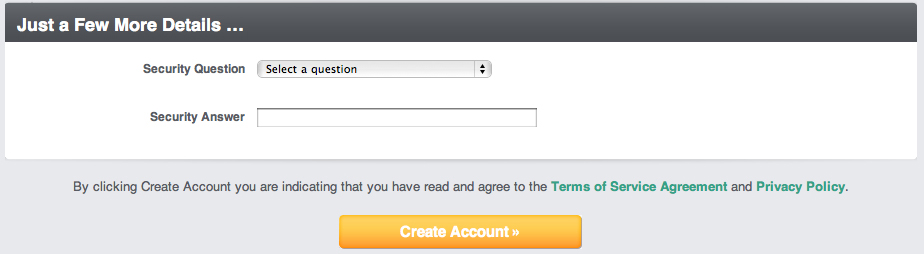 Just a Few More Details ...
Security Question Select a question
Security Answer
By clicking Create Account you are indicating that you have read and agree to the Terms of Service Agreement and Privacy Policy.
Create Account »